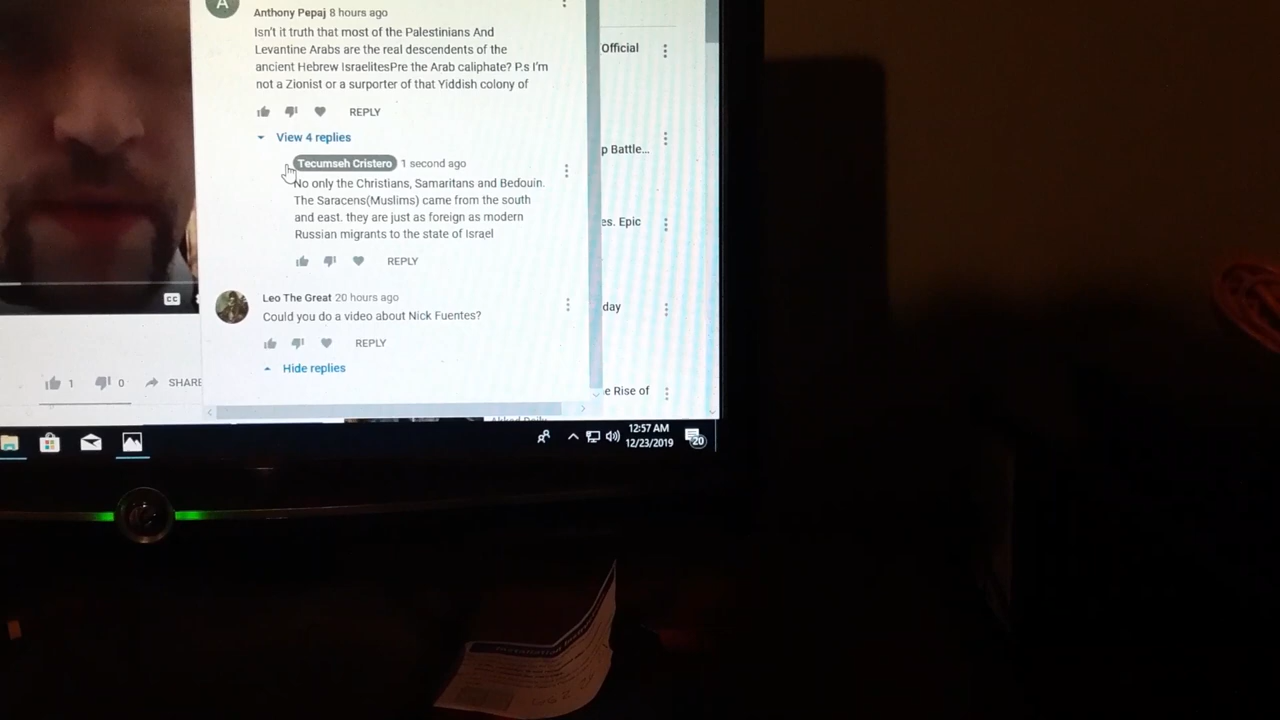 A
Anthony Pepaj 8 hours ago
Isn't it truth that most of the Palestinians And
Levantine Arabs are the real descendents of the
ancient Hebrew IsraelitesPre the Arab caliphate? P.s I'm
not a Zionist or a surporter of that Yiddish colony of
REPLY
View 4 replies
Tecumseh Cristero 1 second ago
No only the Christians, Samaritans and Bedouin.
The Saracens(Muslims) came from the south
and east. they are just as foreign as modern
Russian migrants to the state of Israel
REPLY
Leo The Great 20 hours ago
Could you do a video about Nick Fuentes?
REPLY
Hide replies
Official
p Battle...
es. Epic
day
e Rise of
CC
1 0 SHARE
12:57 AM
12/23/2019
20